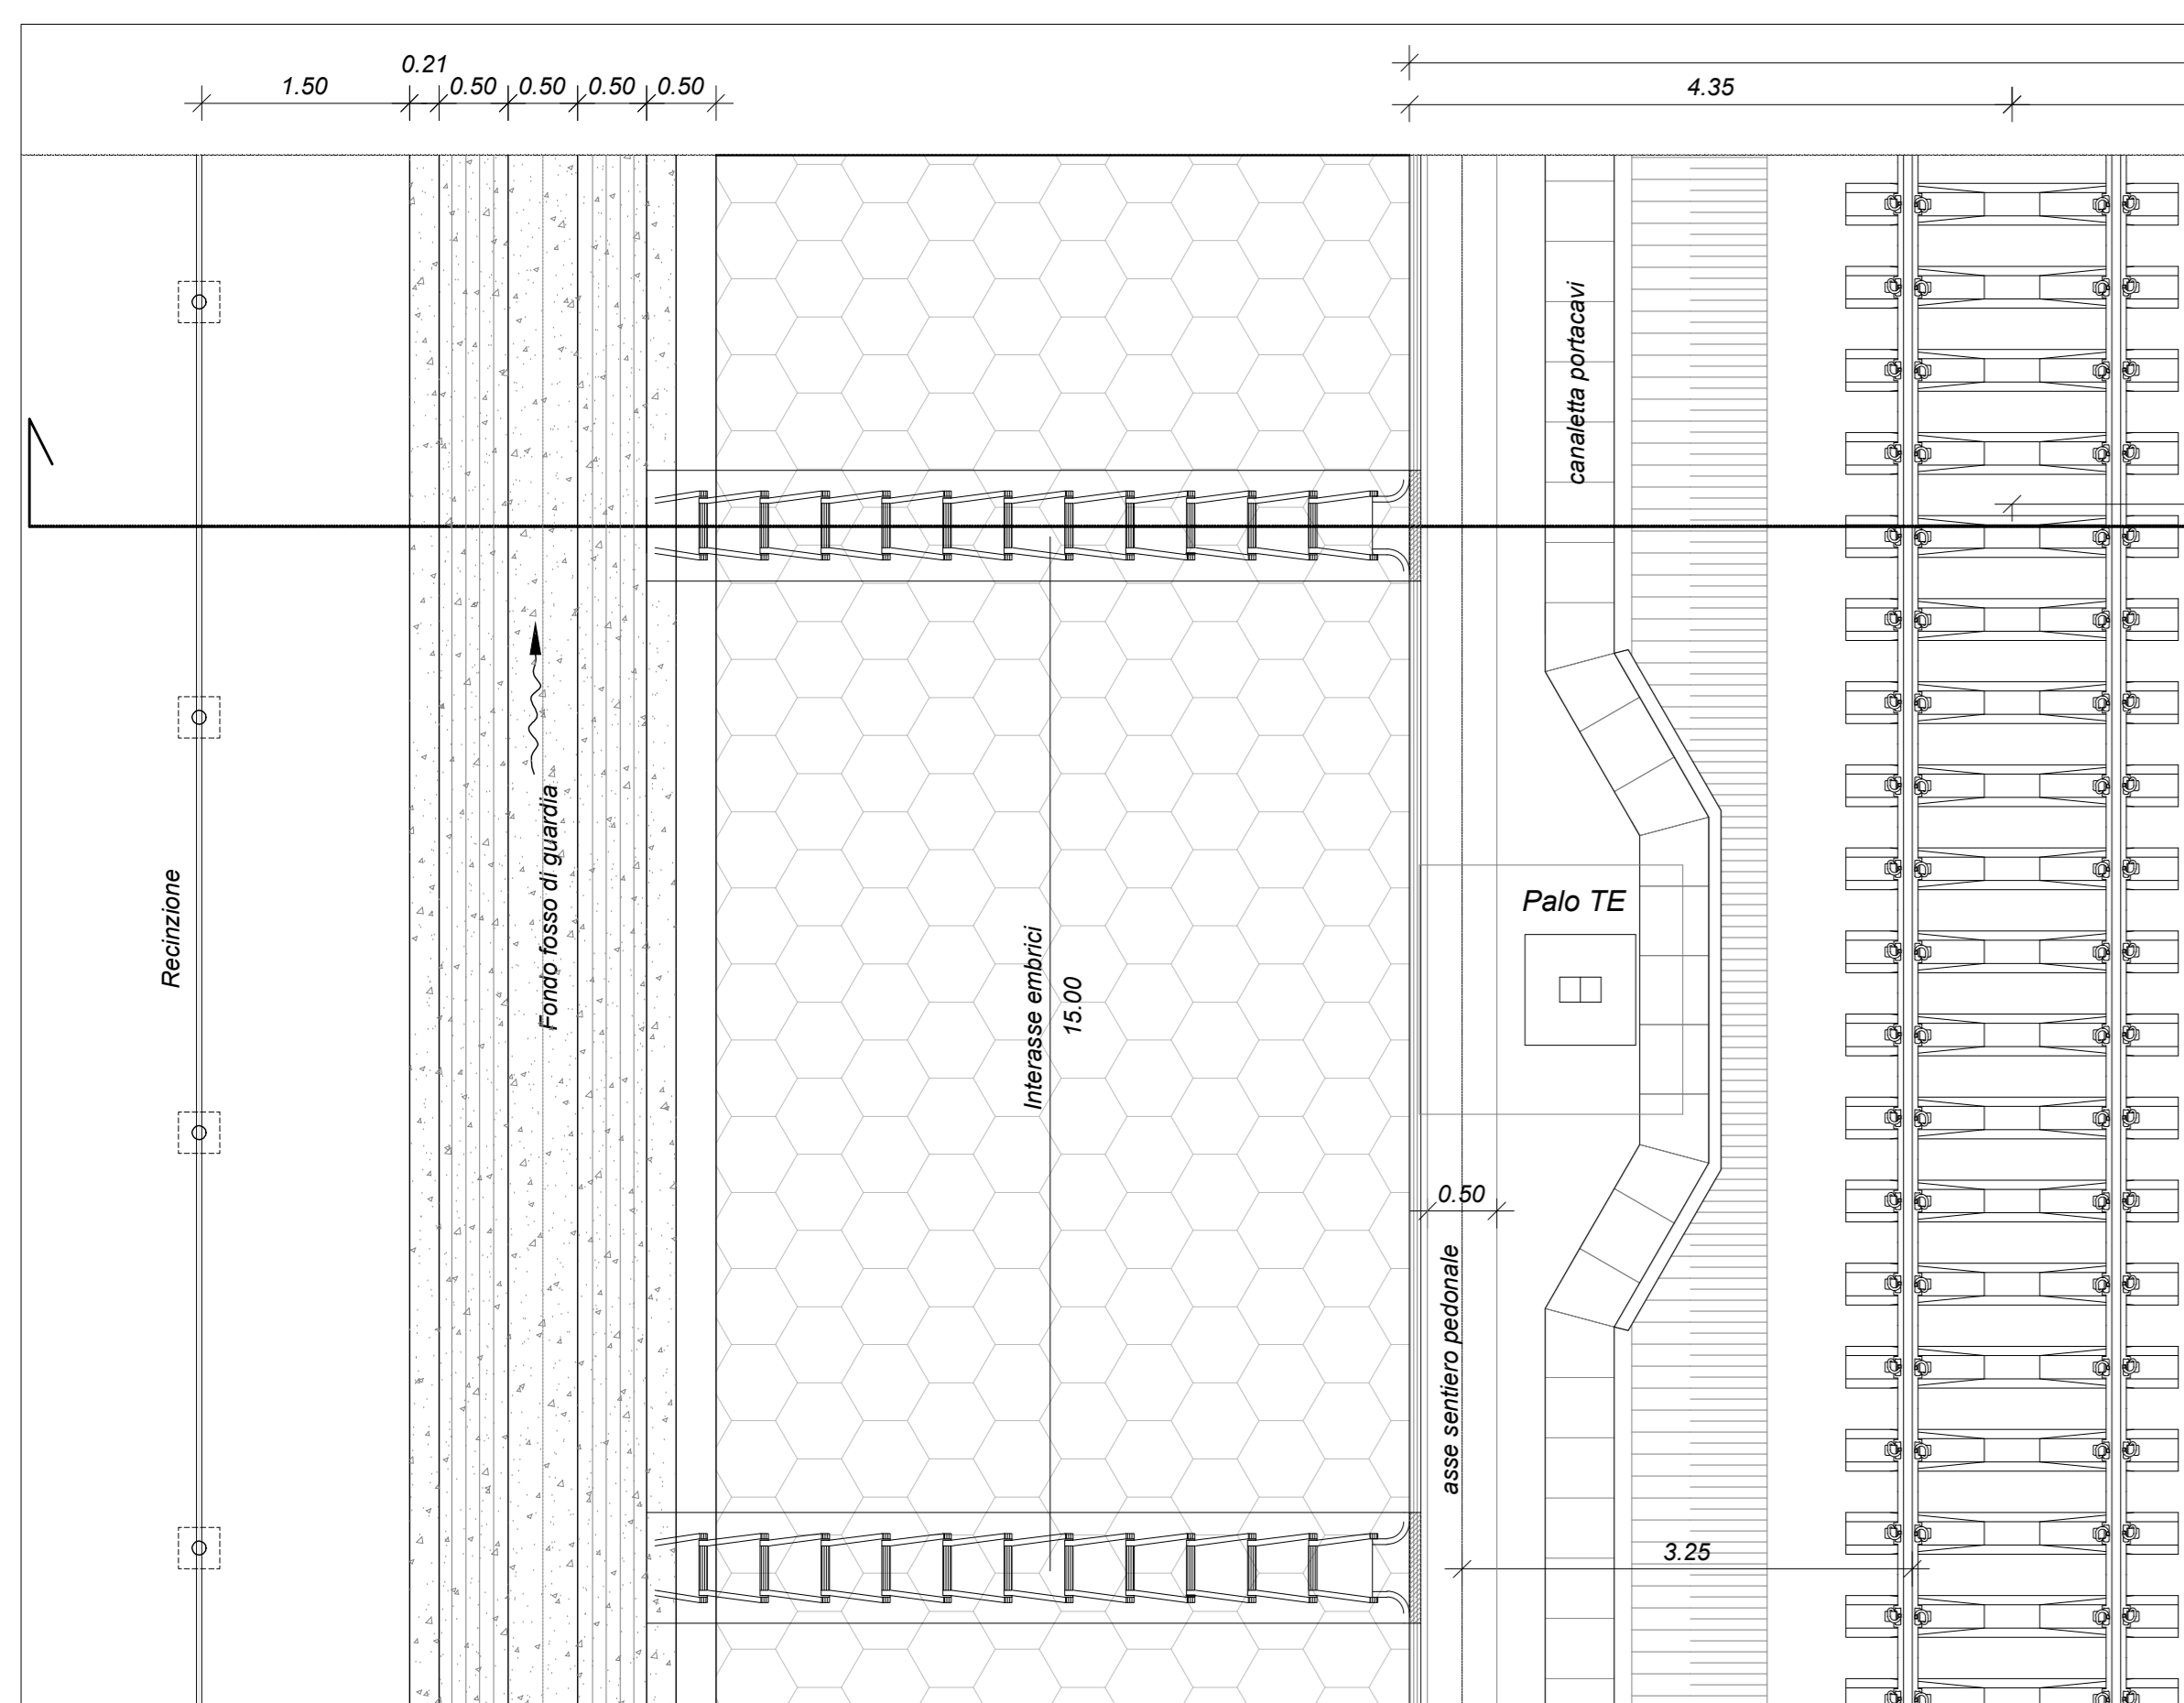 0.21
1.50
0.50
0.50
0.50
0.50
4.35
canaletta portacavi
Recinzione
Fondo fosso di guardia
Interasse embrici
15.00
Palo TE
0.50
asse sentiero pedonale
3.25